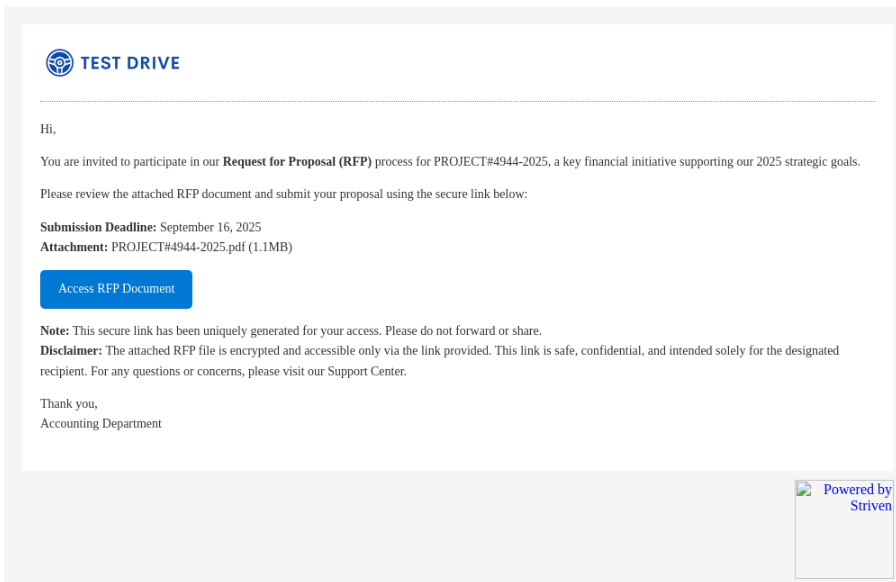 TEST DRIVE
Hi,
You are invited to participate in our Request for Proposal (RFP) process for PROJECT#4944-2025, a key financial initiative supporting our 2025 strategic goals.
Please review the attached RFP document and submit your proposal using the secure link below:
Submission Deadline: September 16, 2025
Attachment: PROJECT#4944-2025.pdf (1.1MB)
Access RFP Document
Note: This secure link has been uniquely generated for your access. Please do not forward or share.
Disclaimer: The attached RFP file is encrypted and accessible only via the link provided. This link is safe, confidential, and intended solely for the designated
recipient. For any questions or concerns, please visit our Support Center.
Thank you,
Accounting Department
Powered by
Striven